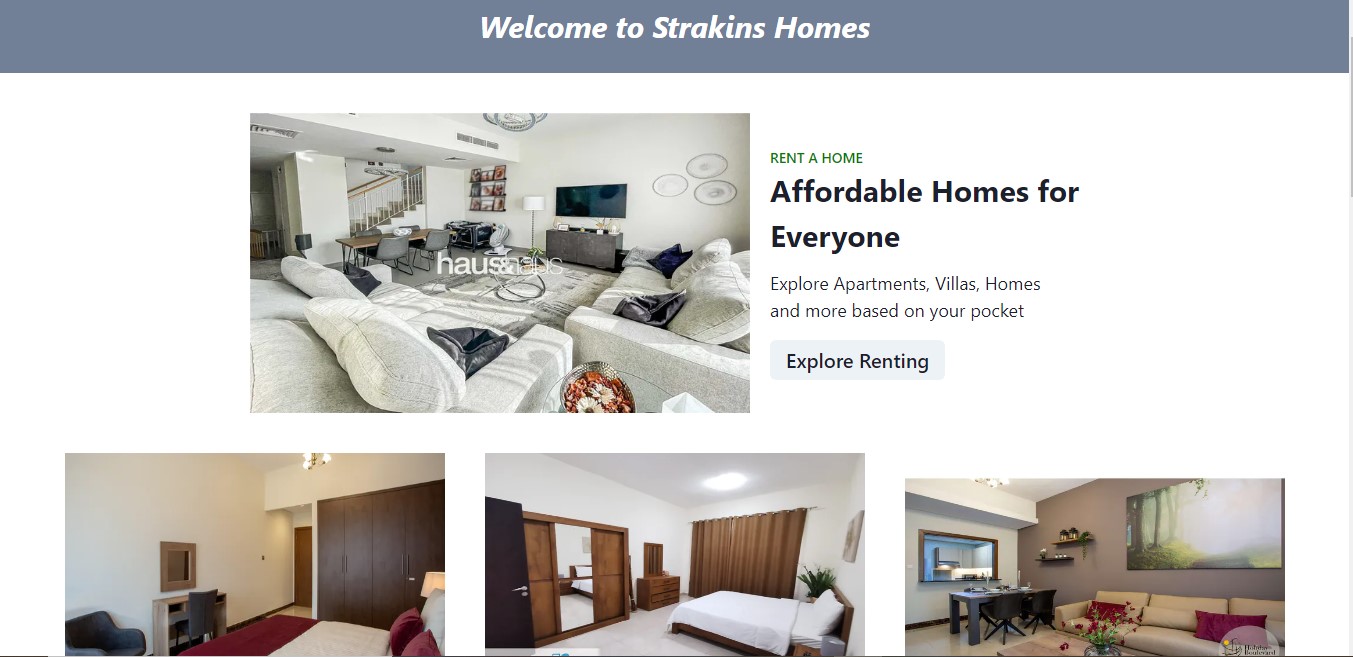 Welcome to Strakins Homes
RENT A HOME
Affordable Homes for
Everyone
haus&haus
Explore Apartments, Villas, Homes
and more based on your pocket
Explore Renting